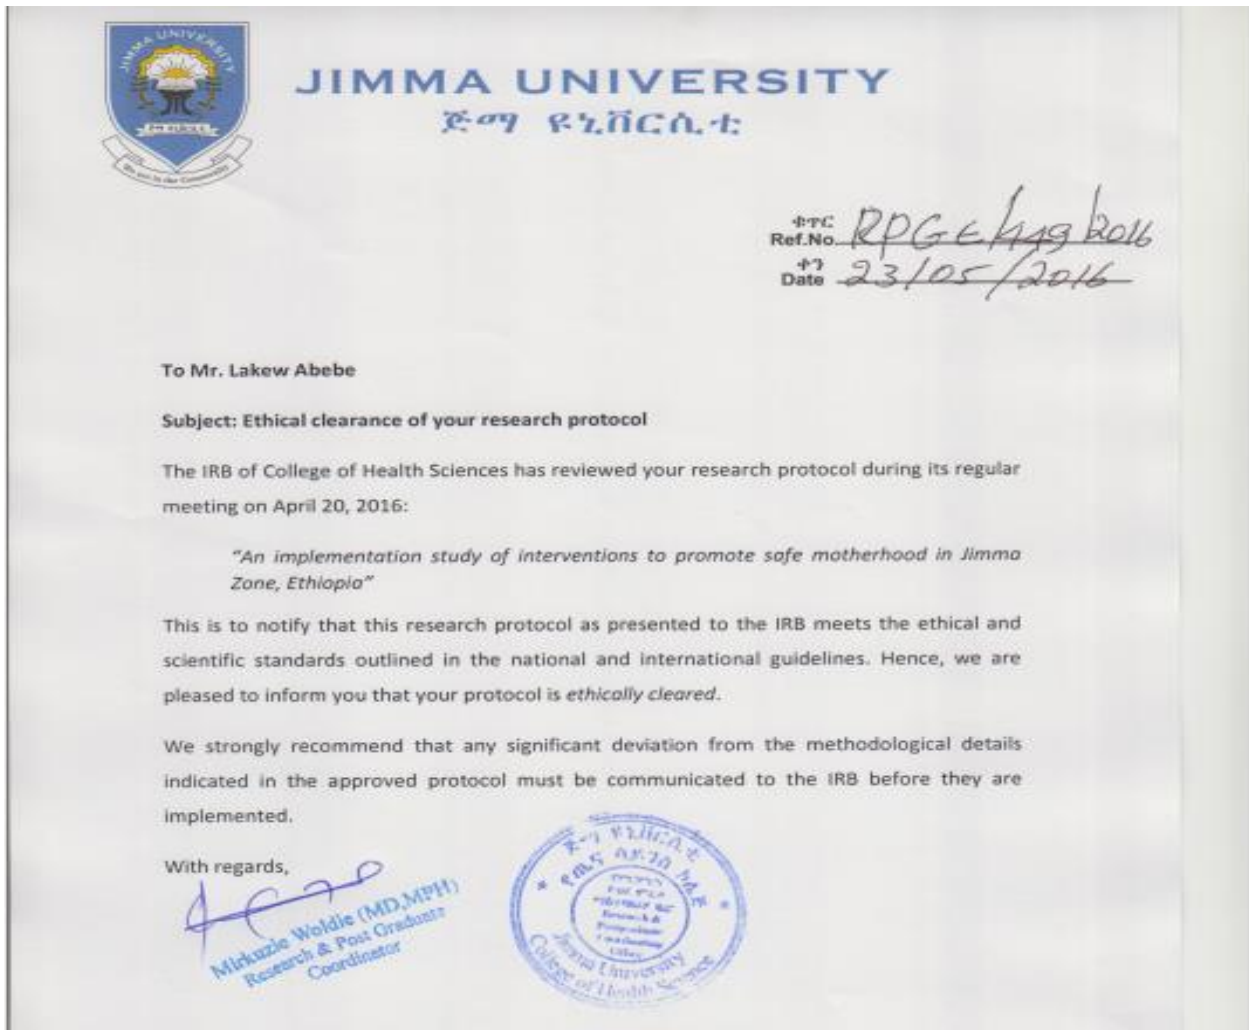 JIMMA UNIVERSITY
ጅማ ዩኒቨርሲቲ
ቁጥር
Ref.No. RPGE/449/2016
ቀን
Date 23/05/2016
To Mr. Lakew Abebe
Subject: Ethical clearance of your research protocol
The IRB of College of Health Sciences has reviewed your research protocol during its regular
meeting on April 20, 2016:
"An implementation study of interventions to promote safe motherhood in Jimma
Zone, Ethiopia"
This is to notify that this research protocol as presented to the IRB meets the ethical and
scientific standards outlined in the national and international guidelines. Hence, we are
pleased to inform you that your protocol is ethically cleared.
We strongly recommend that any significant deviation from the methodological details
indicated in the approved protocol must be communicated to the IRB before they are
implemented.
With regards,
Mirkuzie Woldie (MD,MPH)
Research & Post Graduate
Coordinator
ጅማ ዩኒቨርሲቲ
የጤና ሳይንስ ኮሌጅ
Research &
Jimma University
College of Health Science